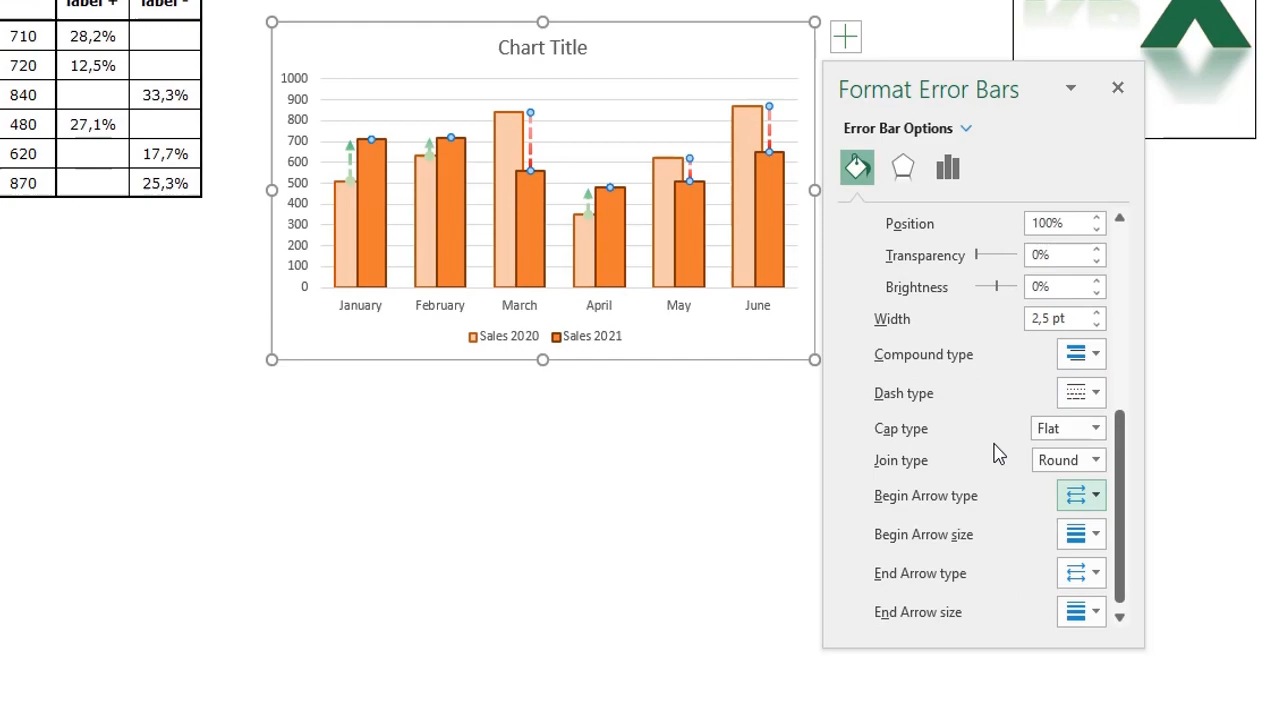 label + label -
710 28,2%
720 12,5%
840 33,3%
480 27,1%
620 17,7%
870 25,3%
Chart Title
1000
900
800
700
600
500
400
300
200
100
0
January February March April May June
Sales 2020 Sales 2021
Format Error Bars
Error Bar Options
Position 100%
Transparency 0%
Brightness 0%
Width 2,5 pt
Compound type
Dash type
Cap type Flat
Join type Round
Begin Arrow type
Begin Arrow size
End Arrow type
End Arrow size